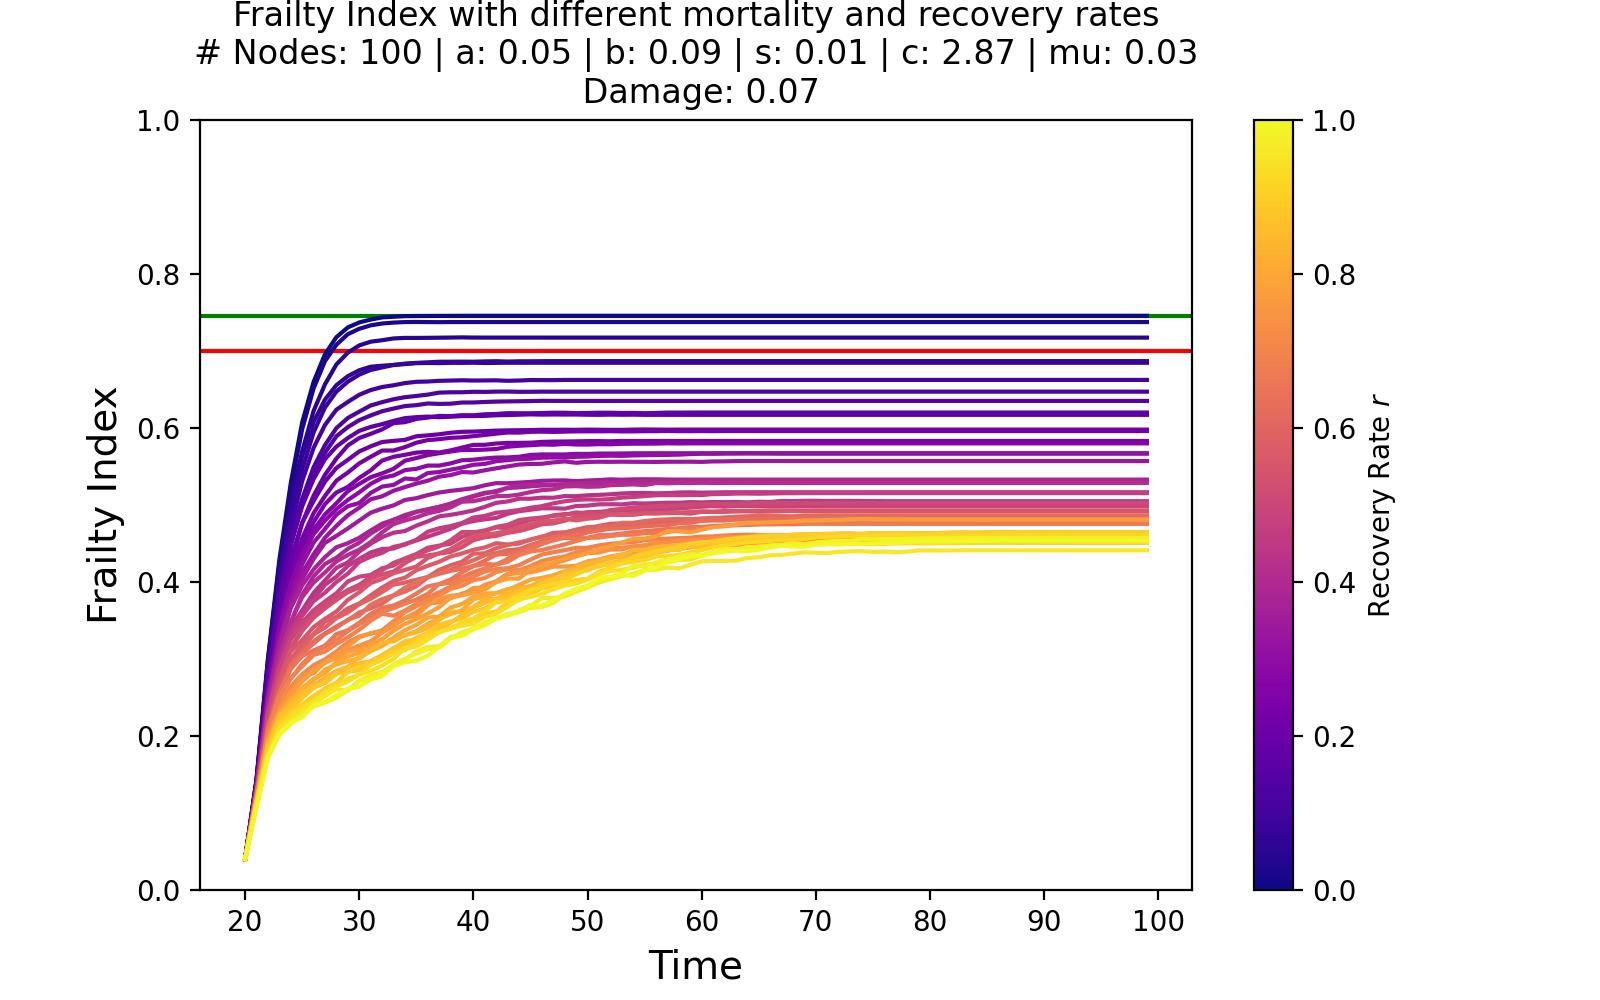 Frailty Index with different mortality and recovery rates
# Nodes: 100 | a: 0.05 | b: 0.09 | s: 0.01 | c: 2.87 | mu: 0.03
Damage: 0.07
1.0
0.8
0.6
0.4
0.2
0.0
Frailty Index
20 30 40 50 60 70 80 90 100
Time
1.0
0.8
0.6
0.4
0.2
0.0
Recovery Rate r